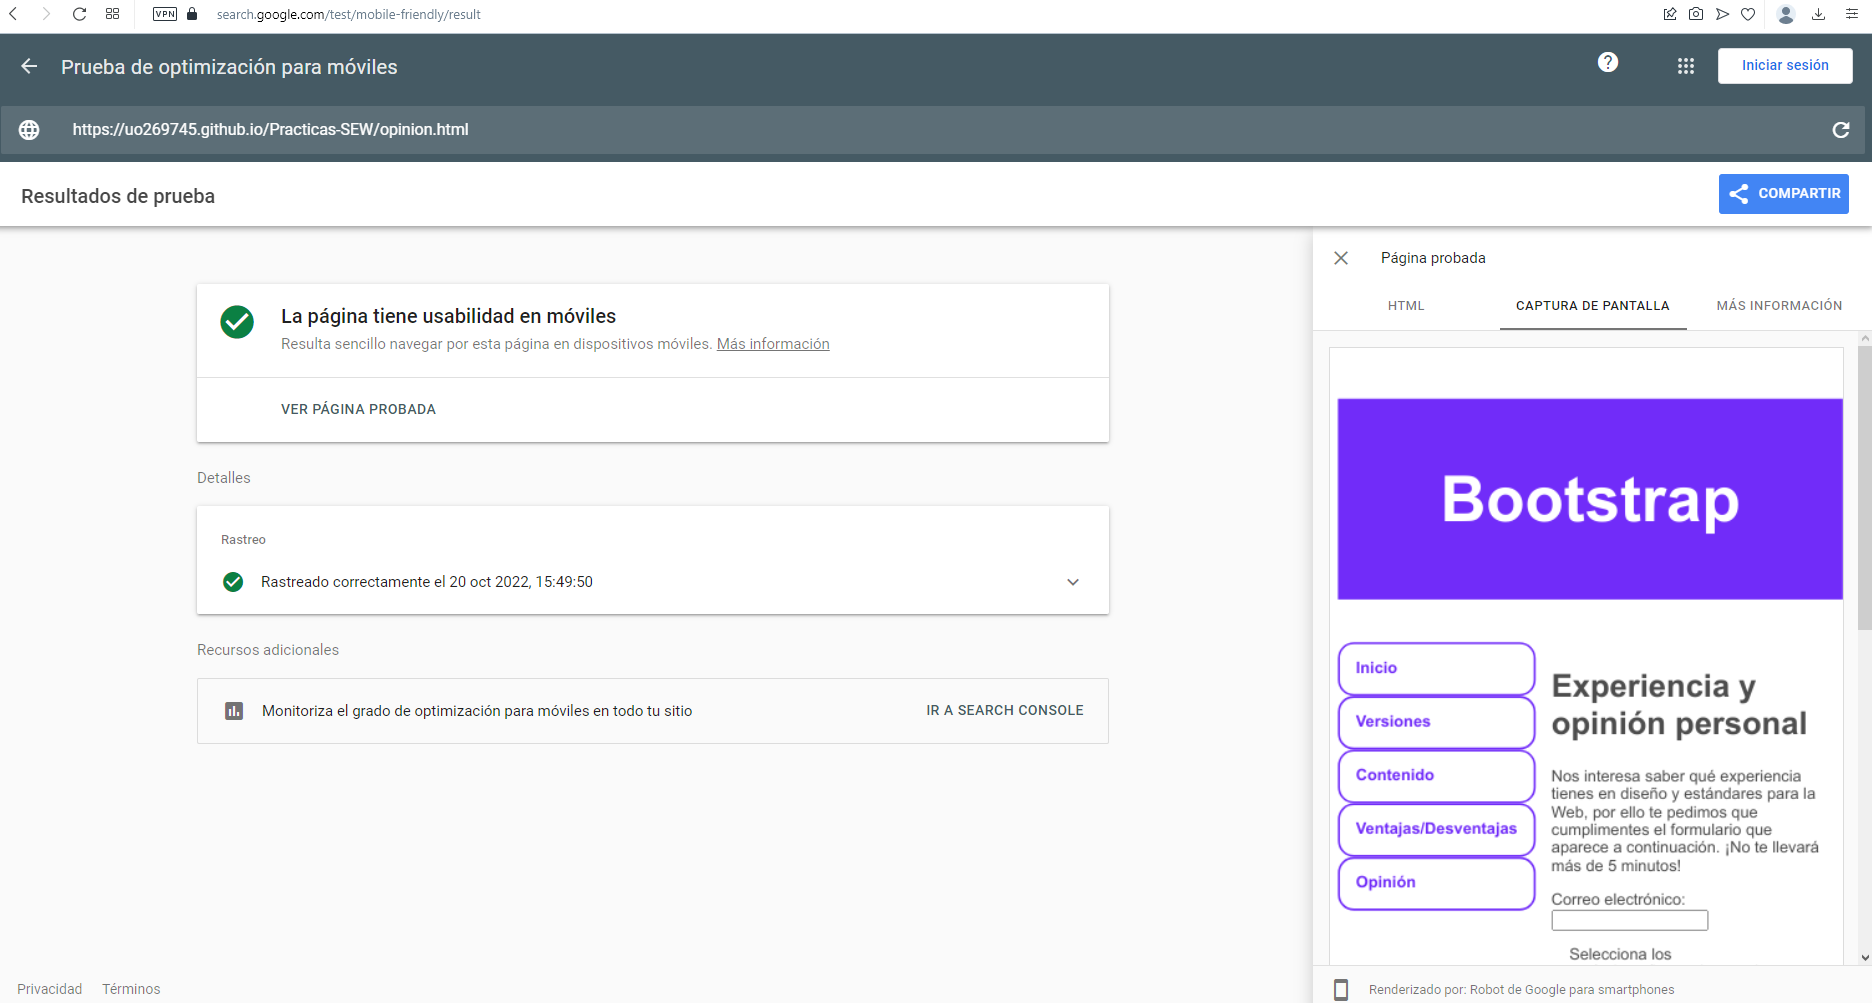 VPN
search.google.com/test/mobile-friendly/result
Prueba de optimización para móviles
?
Iniciar sesión
https://uo269745.github.io/Practicas-SEW/opinion.html
Resultados de prueba
COMPARTIR
La página tiene usabilidad en móviles
Resulta sencillo navegar por esta página en dispositivos móviles. Más información
VER PÁGINA PROBADA
Detalles
Rastreo
Rastreado correctamente el 20 oct 2022, 15:49:50
Recursos adicionales
Monitoriza el grado de optimización para móviles en todo tu sitio
IR A SEARCH CONSOLE
Privacidad
Términos
Página probada
HTML
CAPTURA DE PANTALLA
MÁS INFORMACIÓN
Bootstrap
Inicio
Versiones
Contenido
Ventajas/Desventajas
Opinión
Experiencia y
opinión personal
Nos interesa saber qué experiencia
tienes en diseño y estándares para la
Web, por ello te pedimos que
cumplimentes el formulario que
aparece a continuación. ¡No te llevará
más de 5 minutos!
Correo electrónico:
Selecciona los
Renderizado por: Robot de Google para smartphones